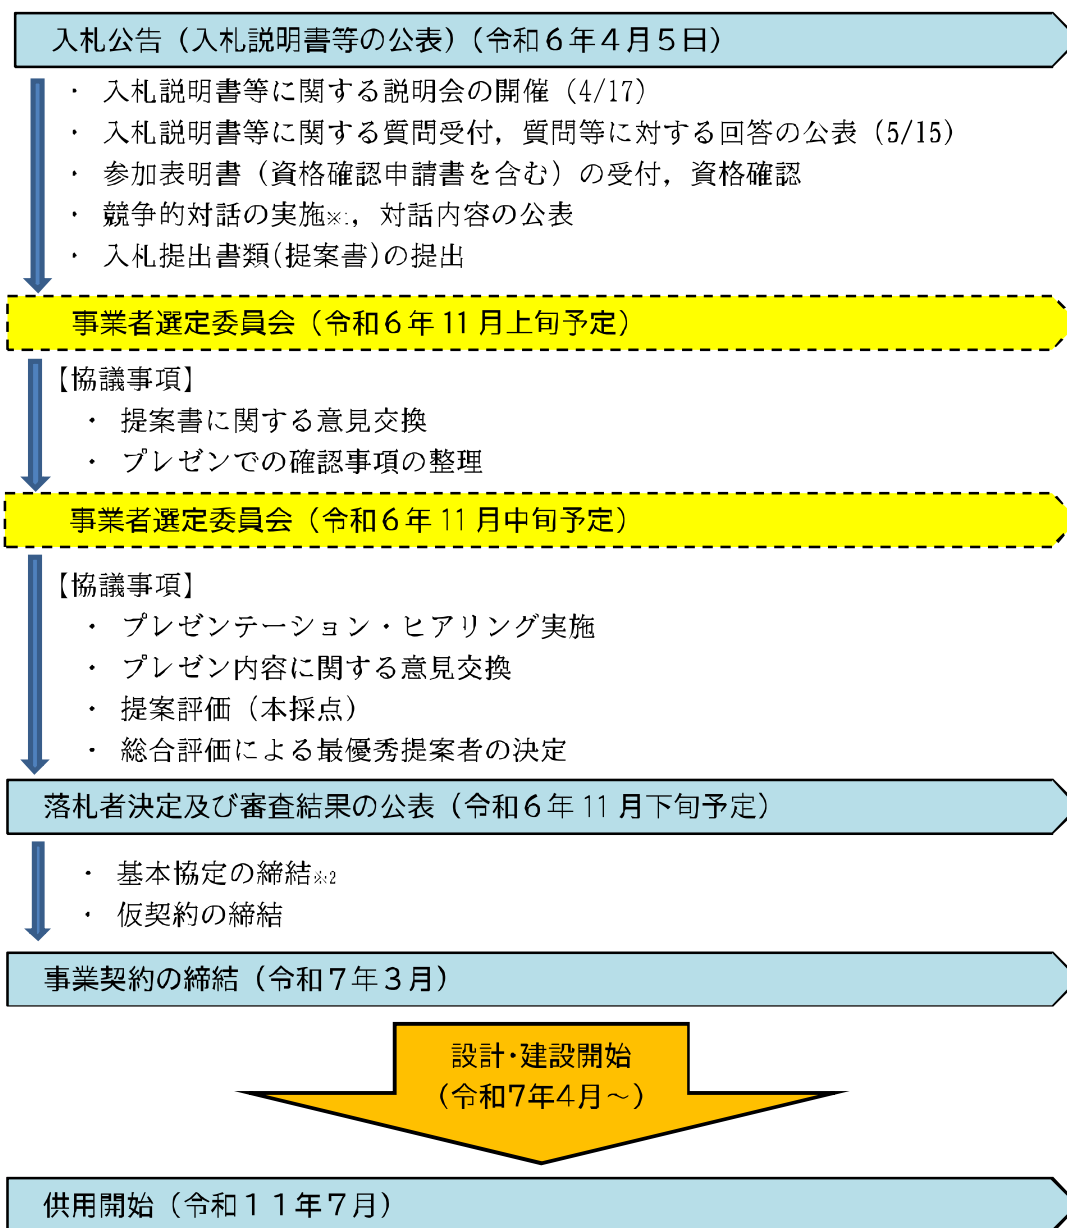 入札公告（入札説明書等の公表）（令和６年４月５日）
・ 入札説明書等に関する説明会の開催（4/17）
・ 入札説明書等に関する質問受付，質問等に対する回答の公表（5/15）
・ 参加表明書（資格確認申請書を含む）の受付，資格確認
・ 競争的対話の実施※，対話内容の公表
・ 入札提出書類(提案書)の提出
事業者選定委員会（令和６年 11 月上旬予定）
【協議事項】
・ 提案書に関する意見交換
・ プレゼンでの確認事項の整理
事業者選定委員会（令和６年 11 月中旬予定）
【協議事項】
・ プレゼンテーション・ヒアリング実施
・ プレゼン内容に関する意見交換
・ 提案評価（本採点）
・ 総合評価による最優秀提案者の決定
落札者決定及び審査結果の公表（令和６年 11 月下旬予定）
・ 基本協定の締結※2
・ 仮契約の締結
事業契約の締結（令和７年３月）
設計・建設開始
（令和7年4月～）
供用開始（令和１１年７月）